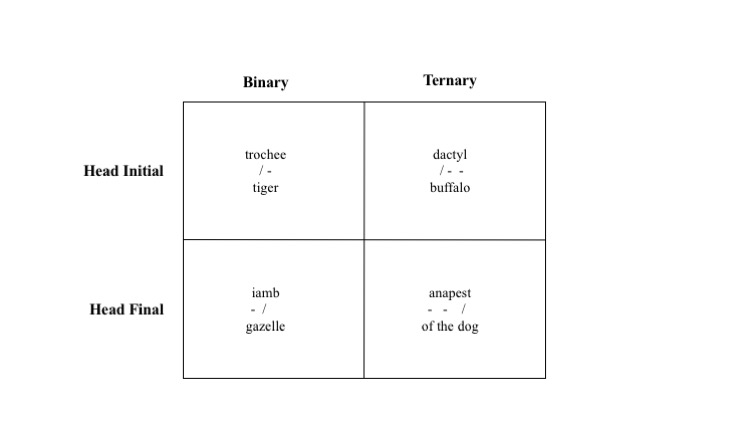 Binary Ternary
Head Initial
trochee
/ -
tiger
dactyl
/ - -
buffalo
Head Final
iamb
- /
gazelle
anapest
- - /
of the dog